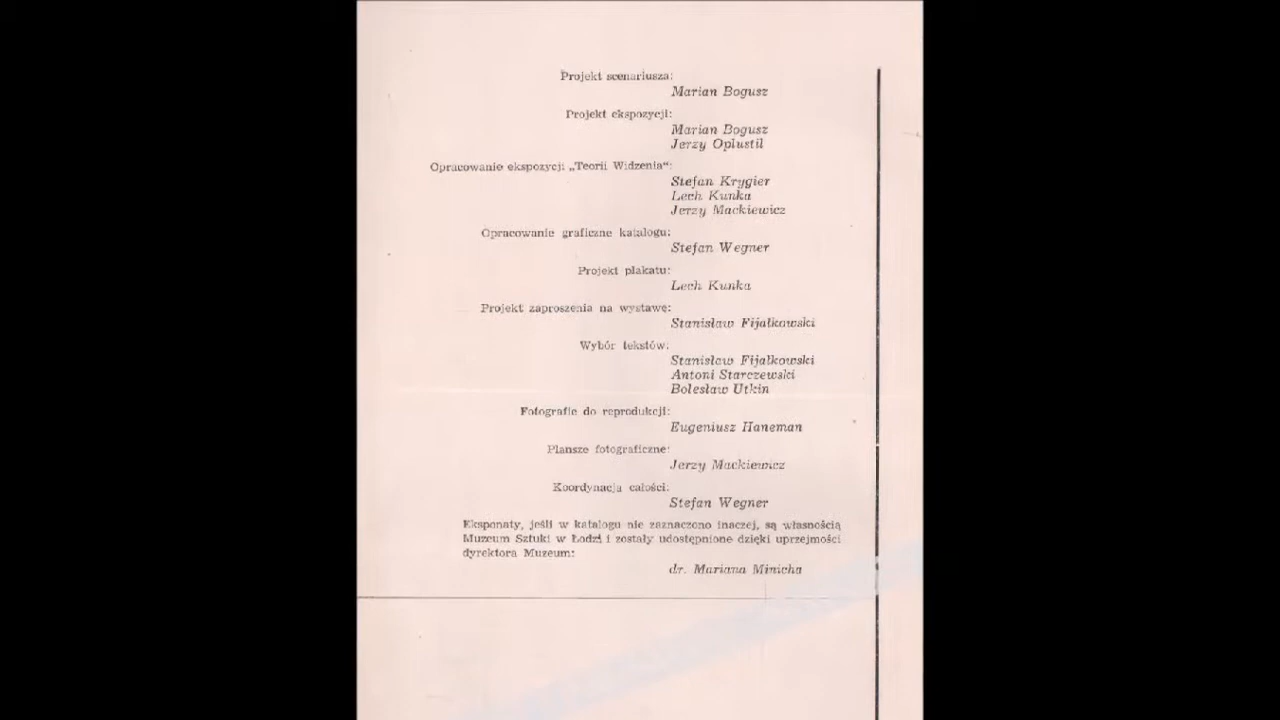 Projekt scenariusza:
Marian Bogusz
Projekt ekspozycji:
Marian Bogusz
Jerzy Oplustil
Opracowanie ekspozycji „Teorii Widzenia“:
Stefan Krygier
Lech Kunka
Jerzy Mackiewicz
Opracowanie graficzne katalogu:
Stefan Wegner
Projekt plakatu:
Lech Kunka
Projekt zaproszenia na wystawę:
Stanisław Fijałkowski
Wybór tekstów:
Stanisław Fijałkowski
Antoni Starczewski
Bolesław Utkin
Fotografie do reprodukcji:
Eugeniusz Haneman
Plansze fotograficzne:
Jerzy Mackiewicz
Koordynacja całości:
Stefan Wegner
Eksponaty, jeśli w katalogu nie zaznaczono inaczej, są własnością
Muzeum Sztuki w Łodzi i zostały udostępnione dzięki uprzejmości
dyrektora Muzeum:
dr. Mariana Minicha